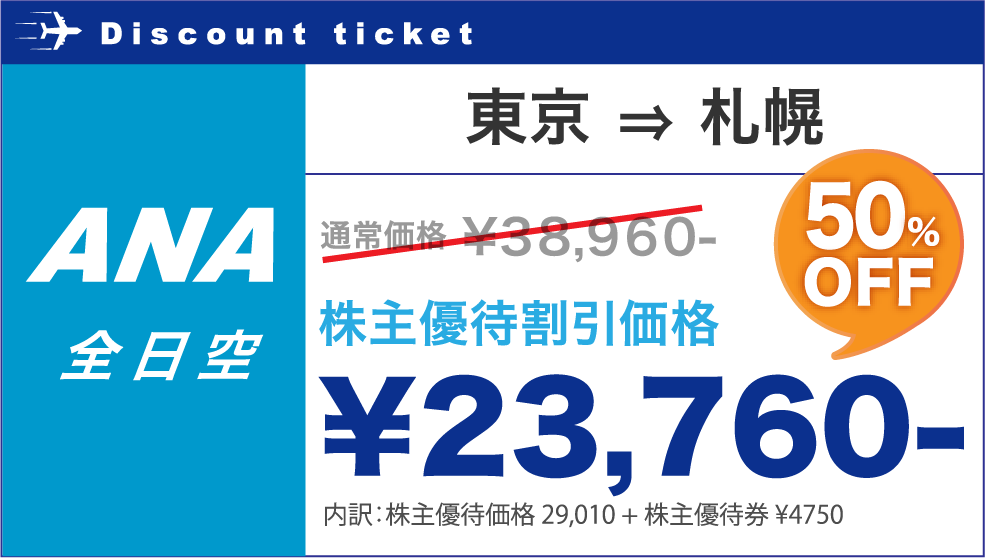 Discount ticket
東京 ⇒ 札幌
ANA
全日空
通常価格 ¥38,960-
50%
OFF
株主優待割引価格
¥23,760-
内訳：株主優待価格 29,010 + 株主優待券 ¥4750